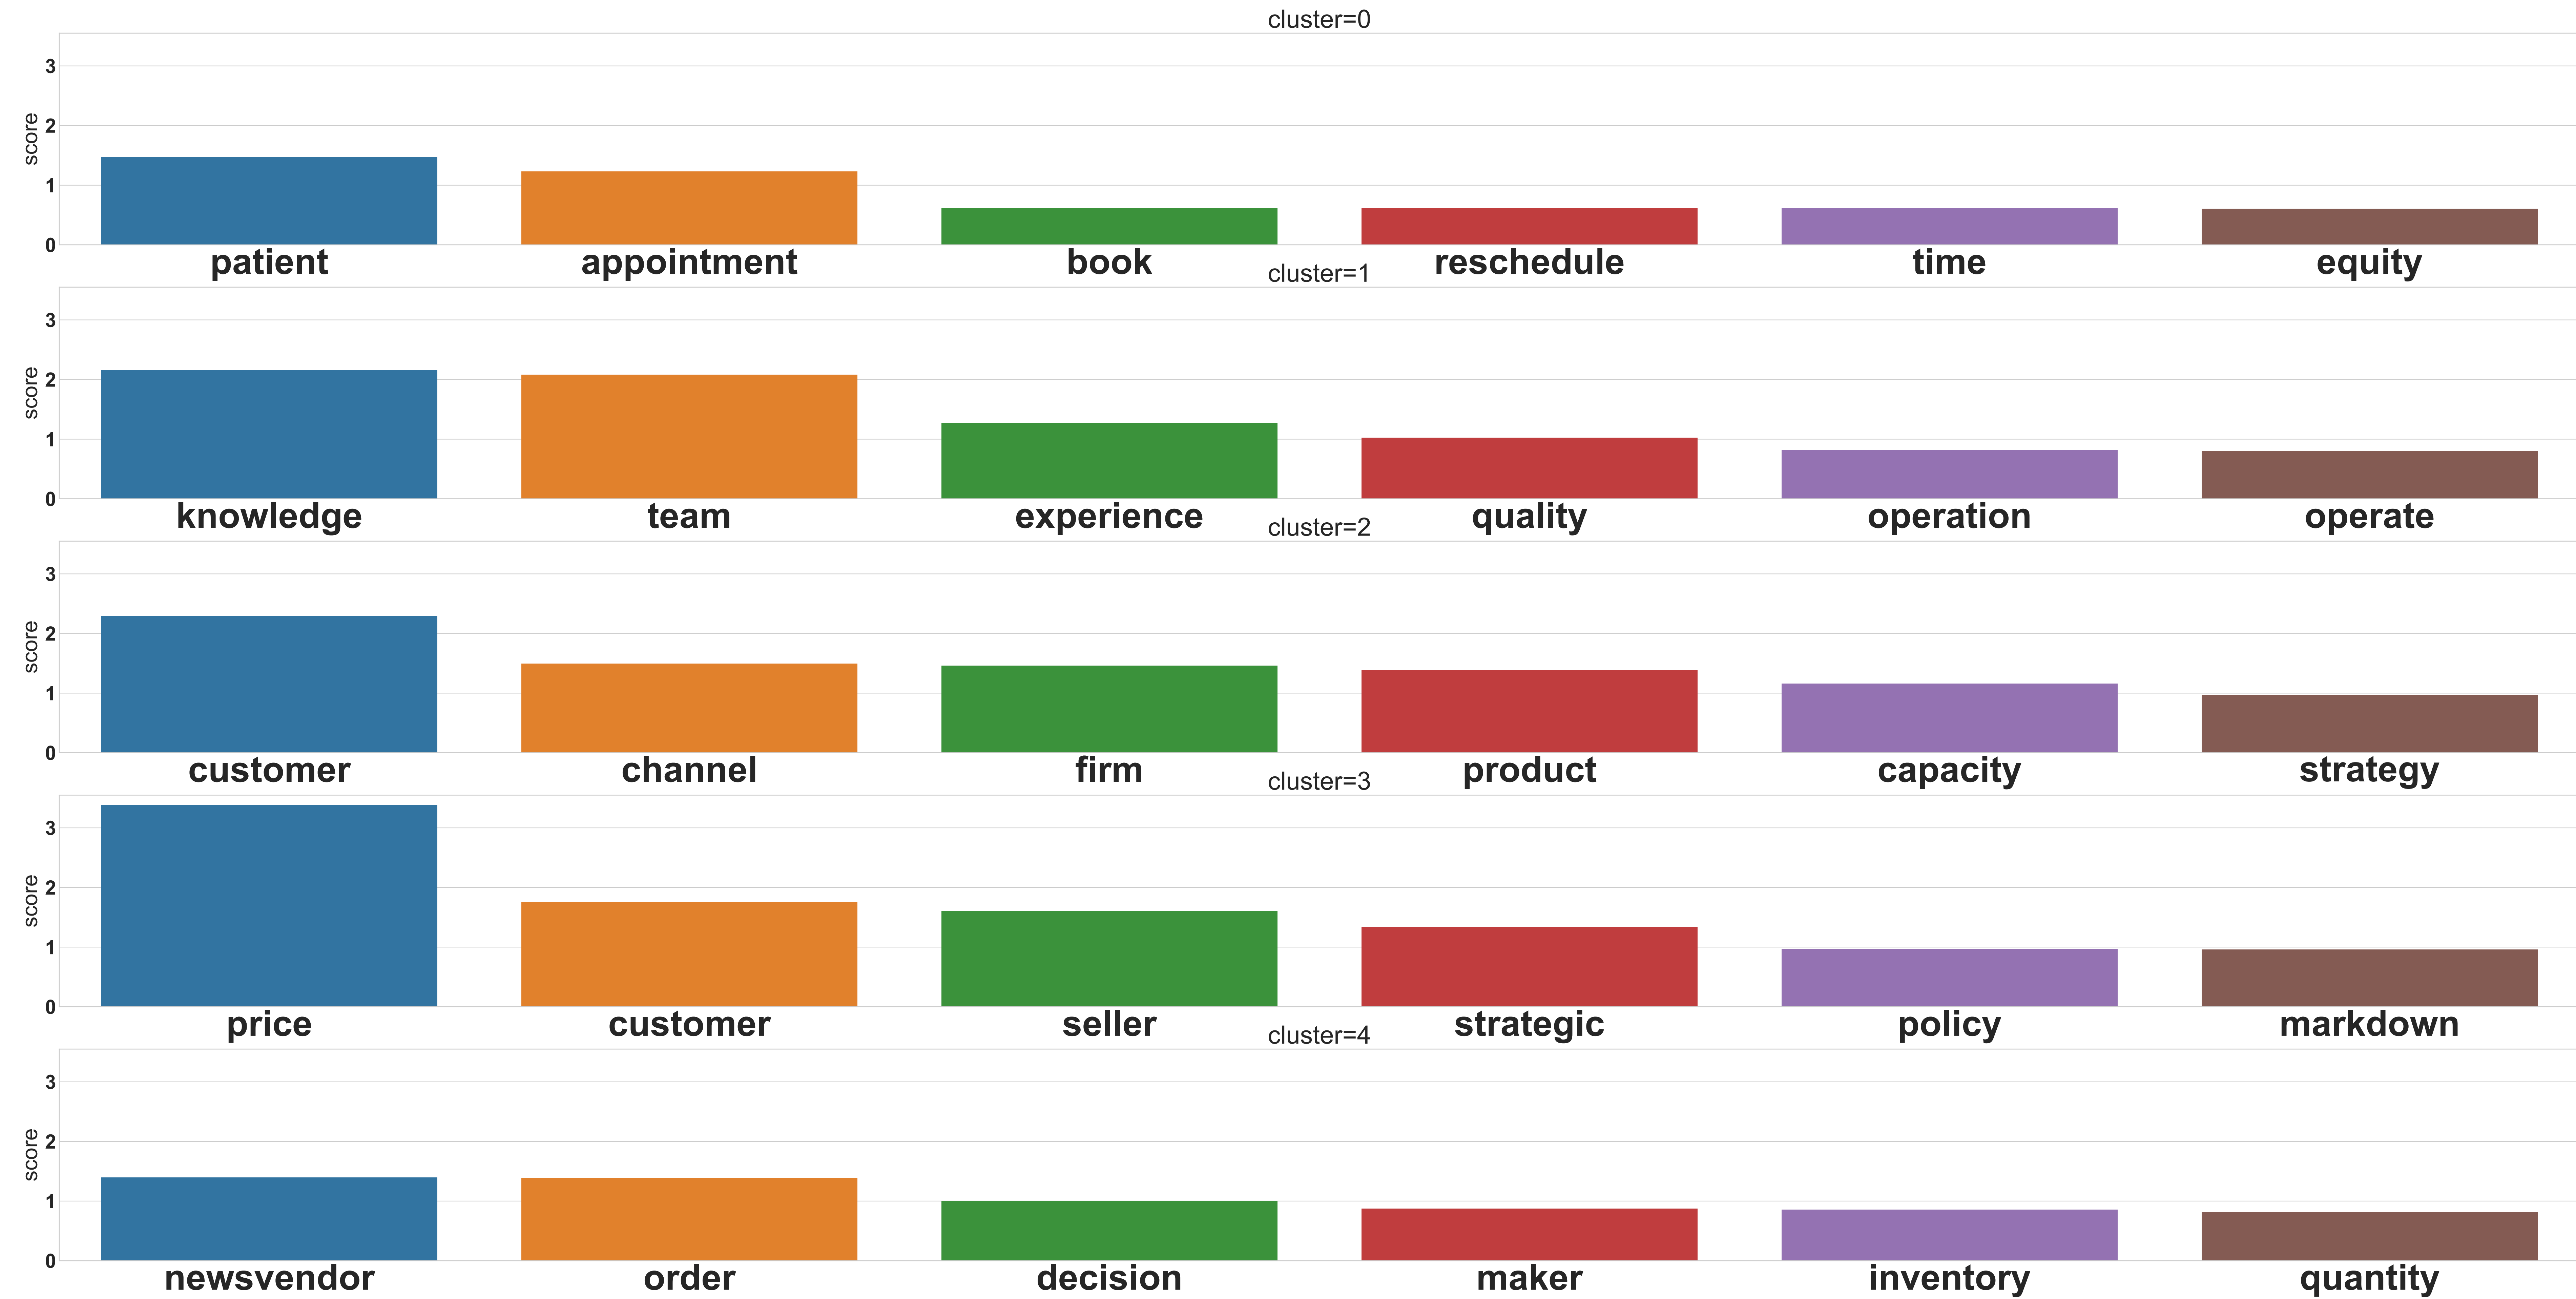 cluster=0
3
2
1
0
score
patient appointment book reschedule time equity
cluster=1
3
2
1
0
score
knowledge team experience quality operation operate
cluster=2
3
2
1
0
score
customer channel firm product capacity strategy
cluster=3
3
2
1
0
score
price customer seller strategic policy markdown
cluster=4
3
2
1
0
score
newsvendor order decision maker inventory quantity